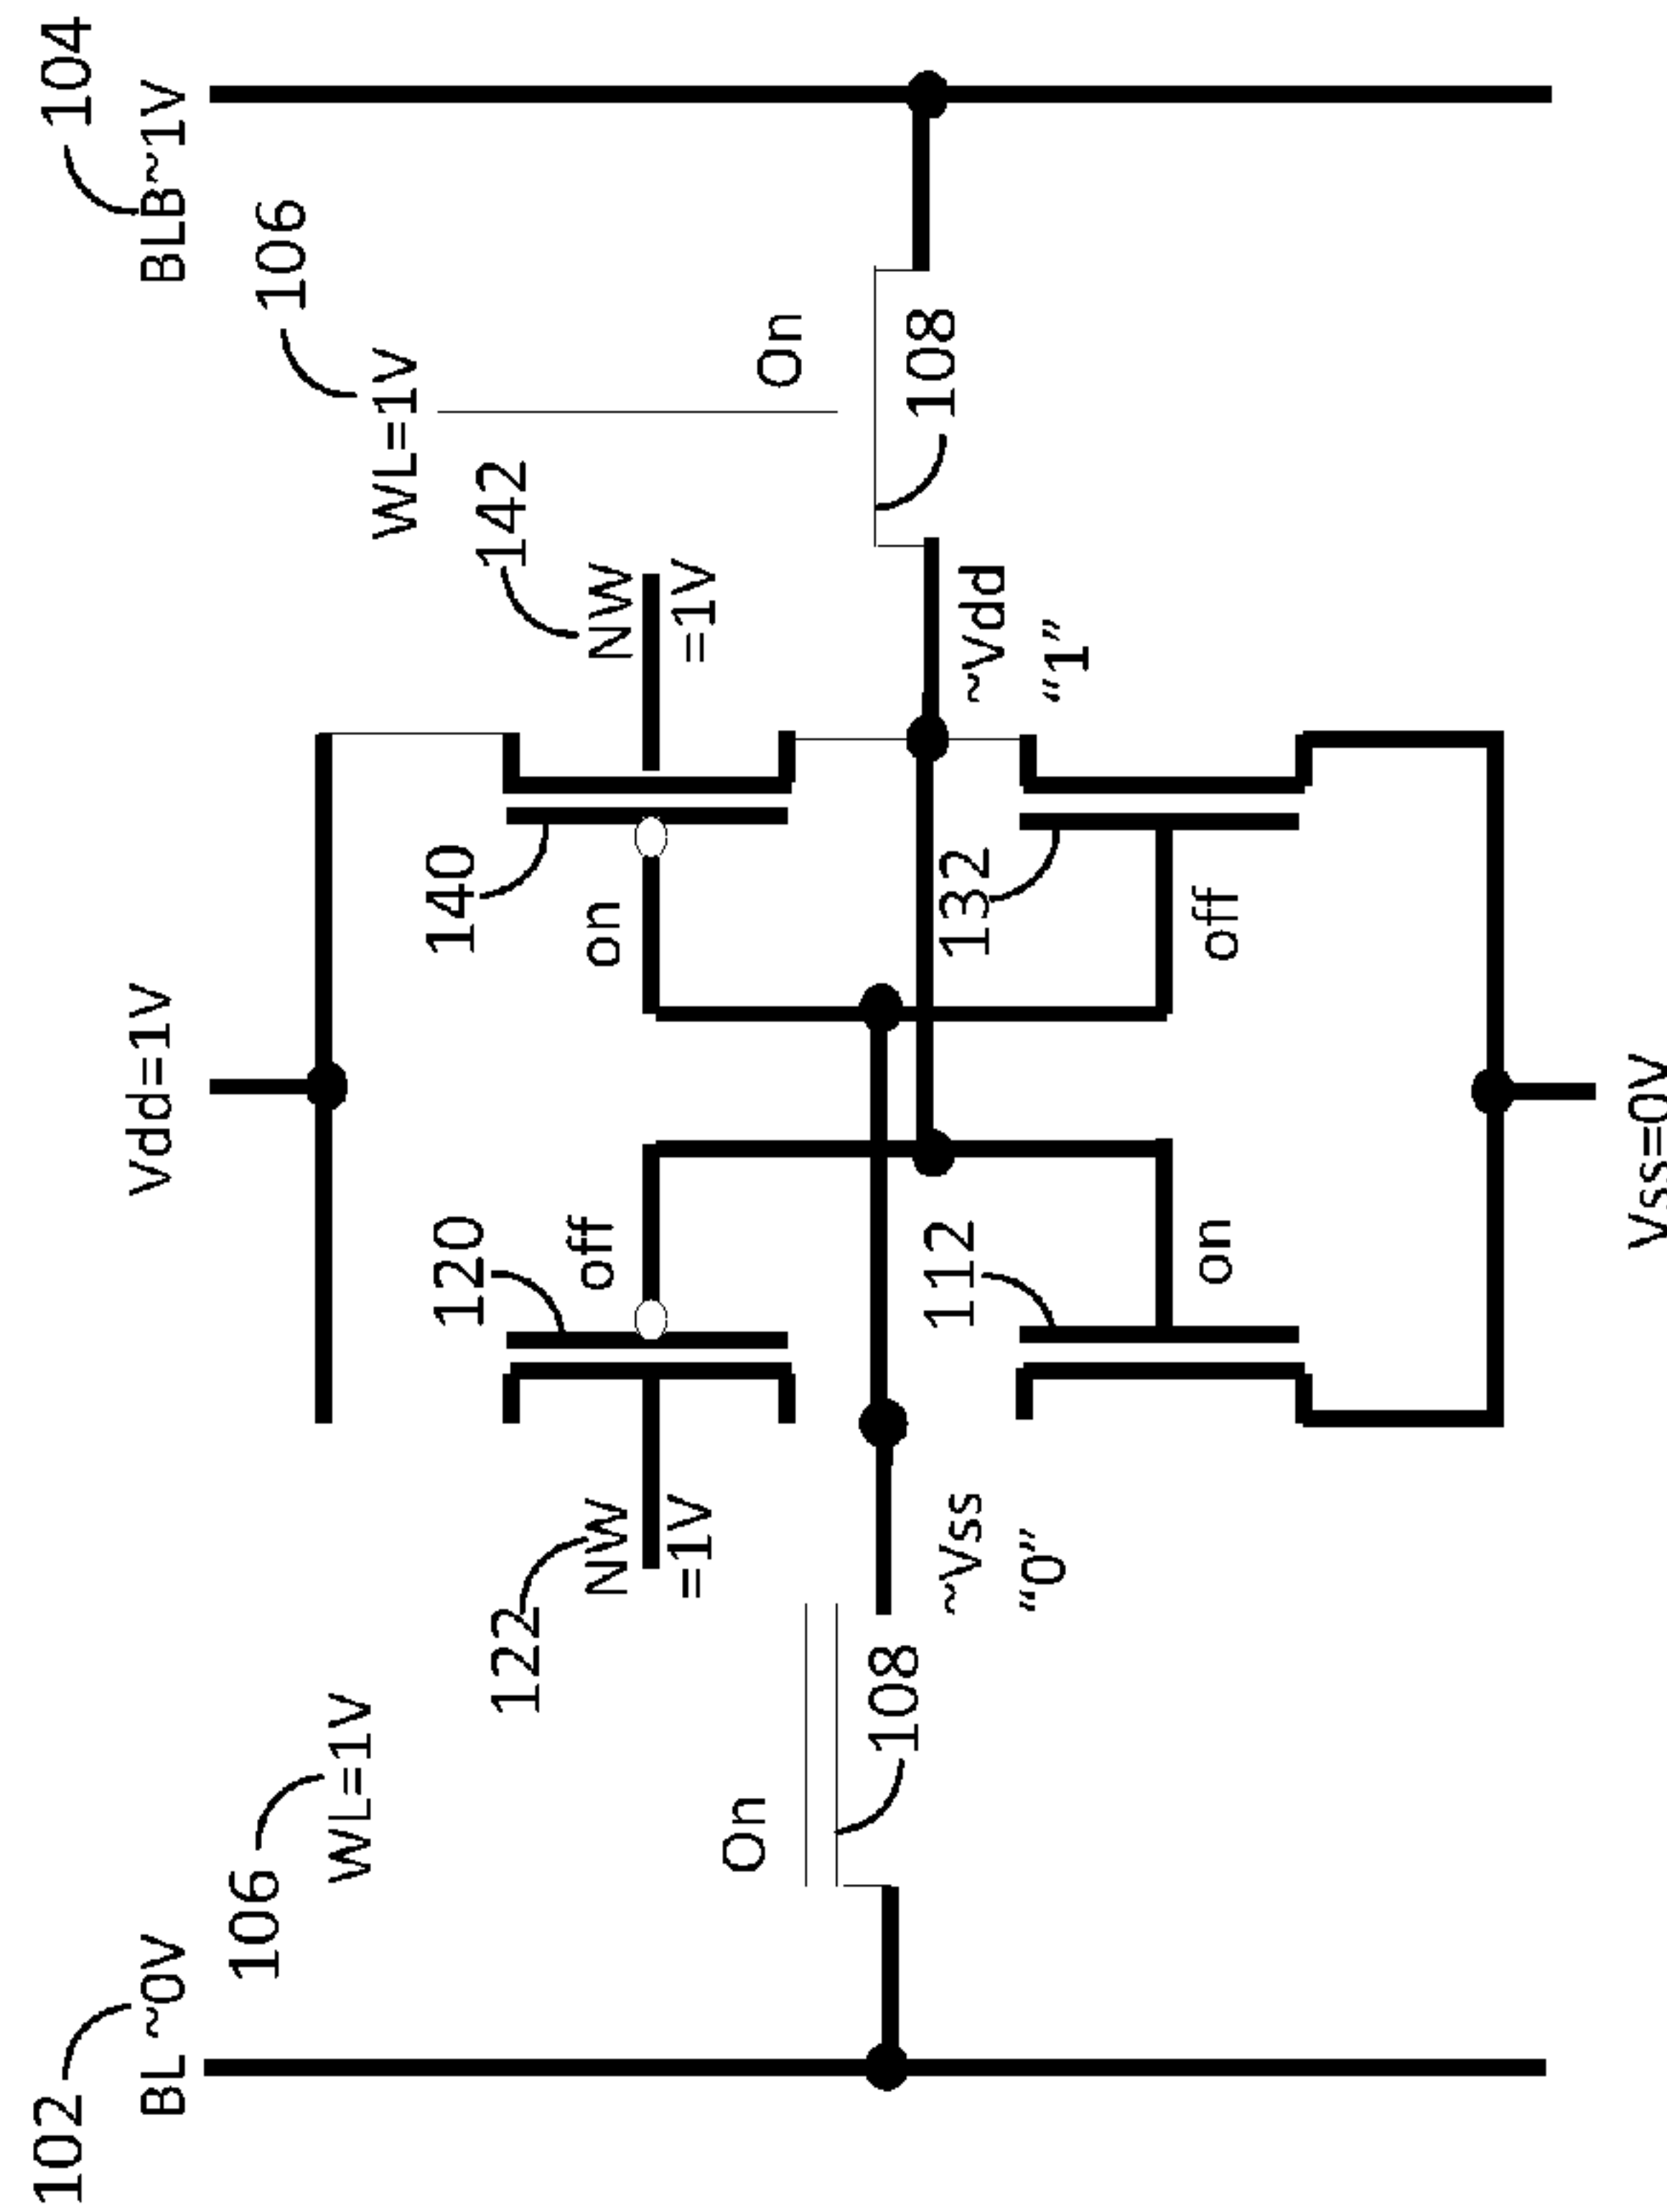 102
BL ~0V
106
WL=1V
Vdd=1V
104
BLB~1V
106
WL=1V
122
NW
=1V
120
off
140
on
142
NW
=1V
On
108
~Vss
"0"
112
on
132
off
~Vdd
"1"
On
108
Vss=0V